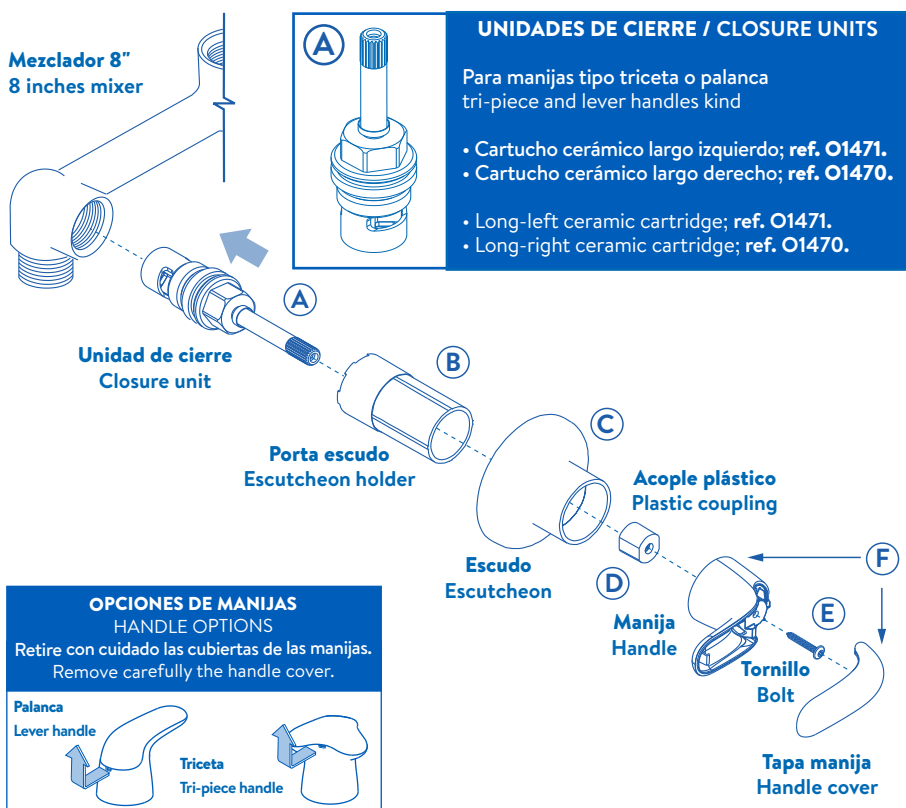 Mezclador 8"
8 inches mixer
A
UNIDADES DE CIERRE / CLOSURE UNITS
Para manijas tipo triceta o palanca
tri-piece and lever handles kind
• Cartucho cerámico largo izquierdo; ref. O1471.
• Cartucho cerámico largo derecho; ref. O1470.
• Long-left ceramic cartridge; ref. O1471.
• Long-right ceramic cartridge; ref. O1470.
A
Unidad de cierre
Closure unit
B
Porta escudo
Escutcheon holder
C
Escudo
Escutcheon
Acople plástico
Plastic coupling
D
F
Manija
Handle
E
Tornillo
Bolt
Tapa manija
Handle cover
OPCIONES DE MANIJAS
HANDLE OPTIONS
Retire con cuidado las cubiertas de las manijas.
Remove carefully the handle cover.
Palanca
Lever handle
Triceta
Tri-piece handle